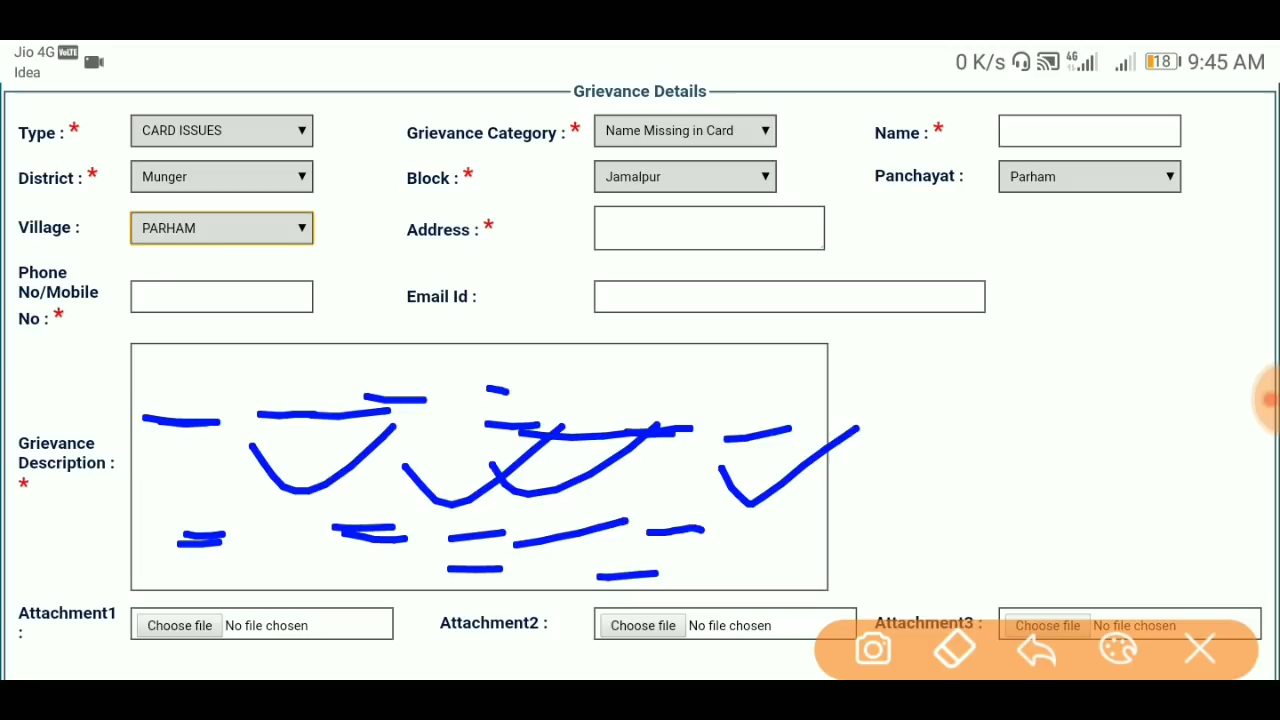 Jio 4G VoLTE
Idea
0 K/s 4G 18 9:45 AM
Grievance Details
Type : * CARD ISSUES Grievance Category : * Name Missing in Card Name : *
District : * Munger Block : * Jamalpur Panchayat : Parham
Village : PARHAM Address : *
Phone
No/Mobile
No : * Email Id :
Grievance
Description :
*
Attachment1
: Choose file No file chosen Attachment2 : Choose file No file chosen Attachment3 : Choose file No file chosen